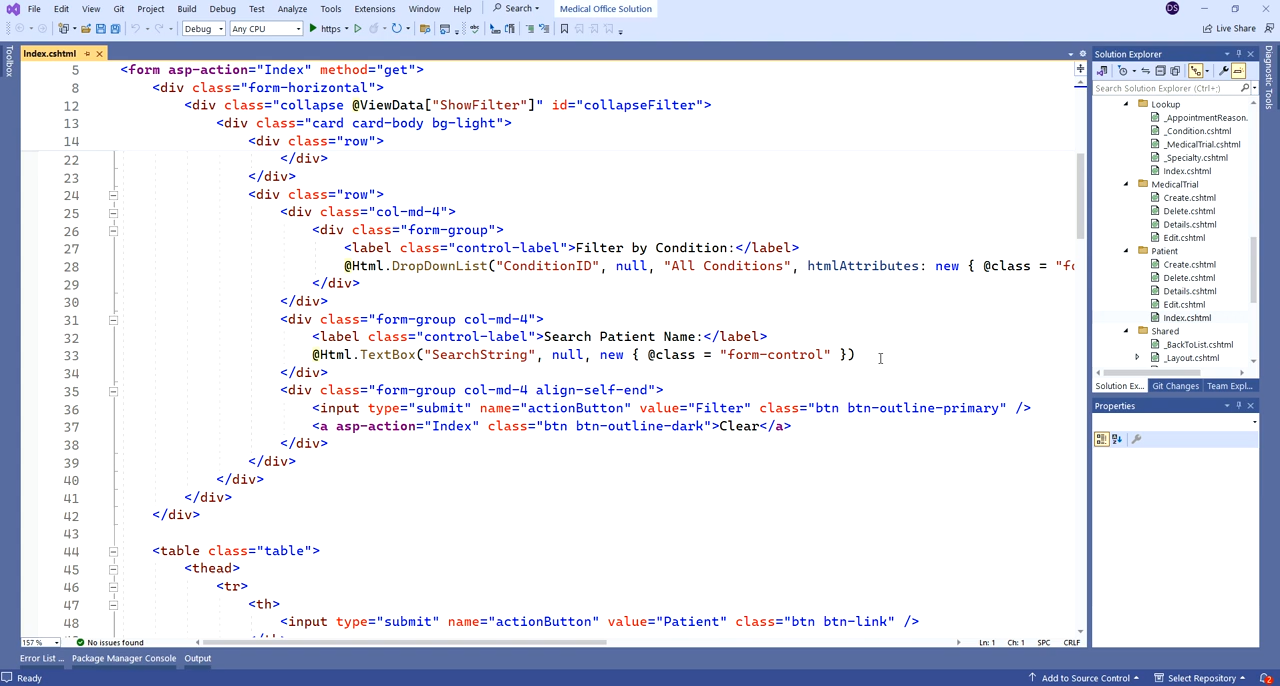 File Edit View Git Project Build Debug Test Analyze Tools Extensions Window Help Search Medical Office Solution DS
Debug Any CPU https Live Share
Toolbox
Index.cshtml
5 <form asp-action="Index" method="get">
8 <div class="form-horizontal">
12 <div class="collapse @ViewData["ShowFilter"]" id="collapseFilter">
13 <div class="card card-body bg-light">
14 <div class="row">
22 </div>
23 </div>
24 <div class="row">
25 <div class="col-md-4">
26 <div class="form-group">
27 <label class="control-label">Filter by Condition:</label>
28 @Html.DropDownList("ConditionID", null, "All Conditions", htmlAttributes: new { @class = "fo
29 </div>
30 </div>
31 <div class="form-group col-md-4">
32 <label class="control-label">Search Patient Name:</label>
33 @Html.TextBox("SearchString", null, new { @class = "form-control" })
34 </div>
35 <div class="form-group col-md-4 align-self-end">
36 <input type="submit" name="actionButton" value="Filter" class="btn btn-outline-primary" />
37 <a asp-action="Index" class="btn btn-outline-dark">Clear</a>
38 </div>
39 </div>
40 </div>
41 </div>
42 </div>
43
44 <table class="table">
45 <thead>
46 <tr>
47 <th>
48 <input type="submit" name="actionButton" value="Patient" class="btn btn-link" />
157 % No issues found Ln: 1 Ch: 1 SPC CRLF
Solution Explorer
Search Solution Explorer (Ctrl+;)
Lookup
_AppointmentReason.
_Condition.cshtml
_MedicalTrial.cshtml
_Specialty.cshtml
Index.cshtml
MedicalTrial
Create.cshtml
Delete.cshtml
Details.cshtml
Edit.cshtml
Patient
Create.cshtml
Delete.cshtml
Details.cshtml
Edit.cshtml
Index.cshtml
Shared
_BackToList.cshtml
_Layout.cshtml
Solution Ex... Git Changes Team Expl...
Properties
Diagnostic Tools
Error List ... Package Manager Console Output
Ready Add to Source Control Select Repository 2